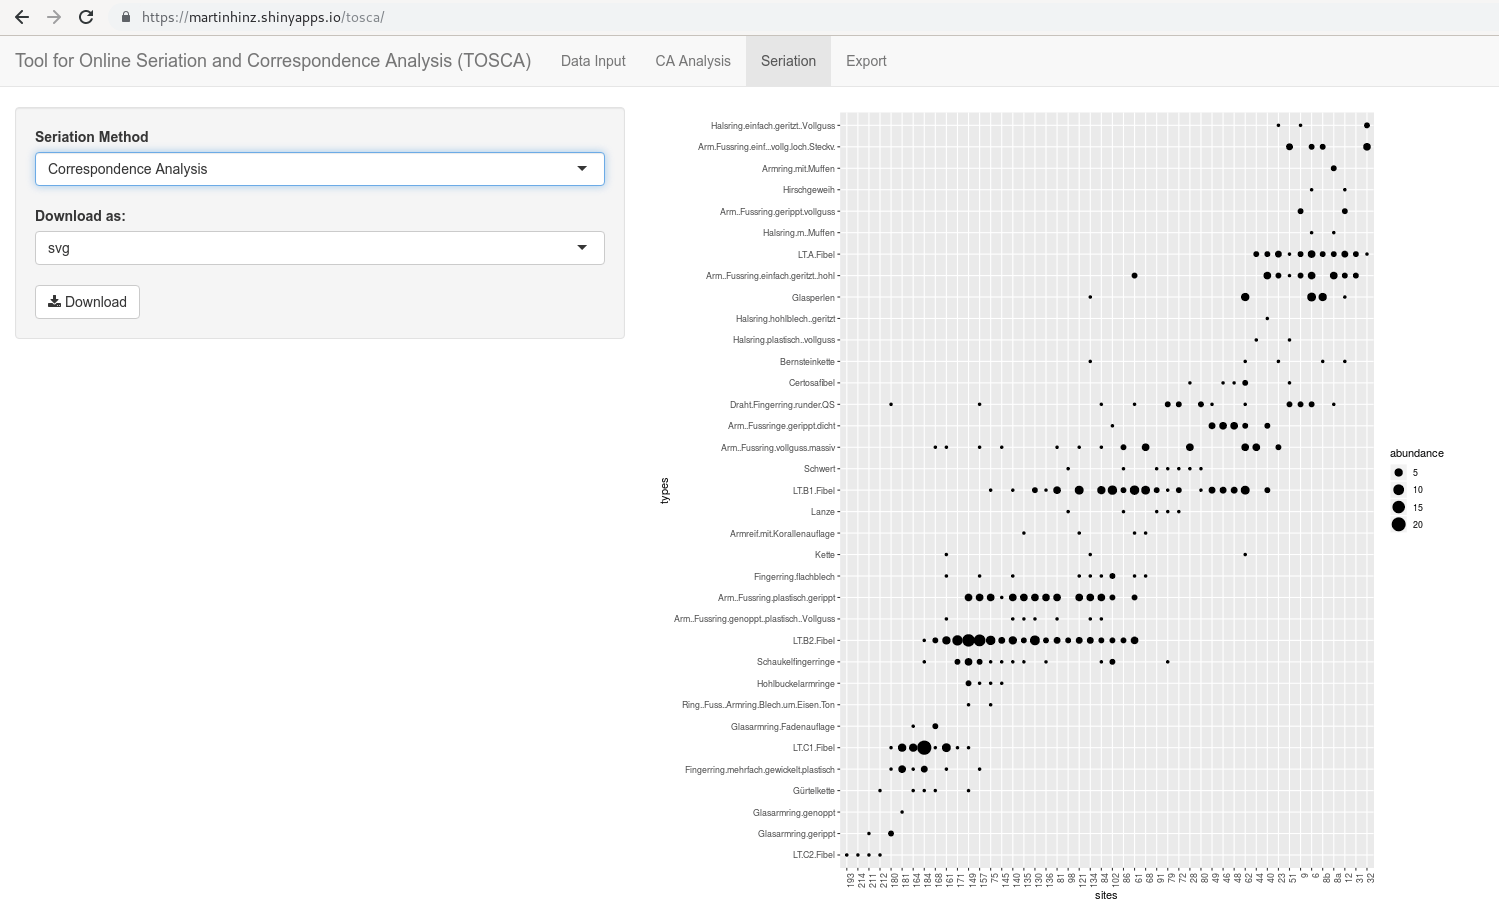 https://martinhinz.shinyapps.io/tosca/
Tool for Online Seriation and Correspondence Analysis (TOSCA) Data Input CA Analysis Seriation Export
Seriation Method
Correspondence Analysis
Download as:
svg
Download
types
Halsring.einfach.geritzt..Vollguss
Arm.Fussring.einf...vollg.loch.Steckv.
Armring.mit.Muffen
Hirschgeweih
Arm..Fussring.gerippt.vollguss
Halsring.m..Muffen
LT.A.Fibel
Arm..Fussring.einfach.geritzt..hohl
Glasperlen
Halsring.hohlblech..geritzt
Halsring.plastisch..vollguss
Bernsteinkette
Certosafibel
Draht.Fingerring.runder.QS
Arm..Fussringe.gerippt.dicht
Arm..Fussring.vollguss.massiv
Schwert
LT.B1.Fibel
Lanze
Armreif.mit.Korallenauflage
Kette
Fingerring.flachblech
Arm..Fussring.plastisch.gerippt
Arm..Fussring.genoppt..plastisch..Vollguss
LT.B2.Fibel
Schaukelfingerringe
Hohlbuckelarmringe
Ring..Fuss..Armring.Blech.um.Eisen.Ton
Glasarmring.Fadenauflage
LT.C1.Fibel
Fingerring.mehrfach.gewickelt.plastisch
Gürtelkette
Glasarmring.genoppt
Glasarmring.gerippt
LT.C2.Fibel
193 214 211 212 180 181 164 184 168 161 171 149 157 75 145 140 135 130 136 81 98 121 134 84 102 86 61 68 91 79 72 28 80 49 46 48 62 40 23 51 9 6 8b 8a 12 31 32
sites
abundance
5
10
15
20